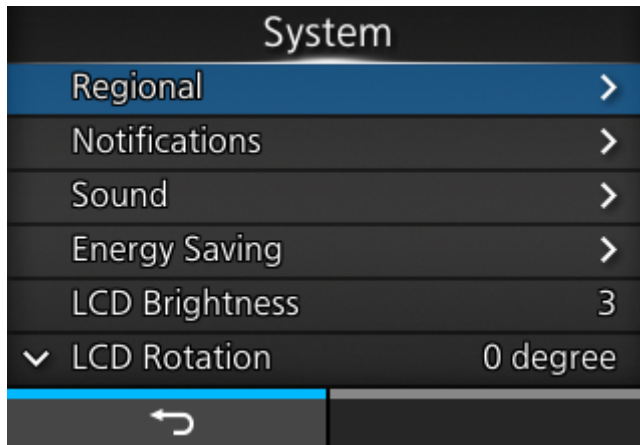 System
Regional
Notifications
Sound
Energy Saving
LCD Brightness 3
LCD Rotation 0 degree